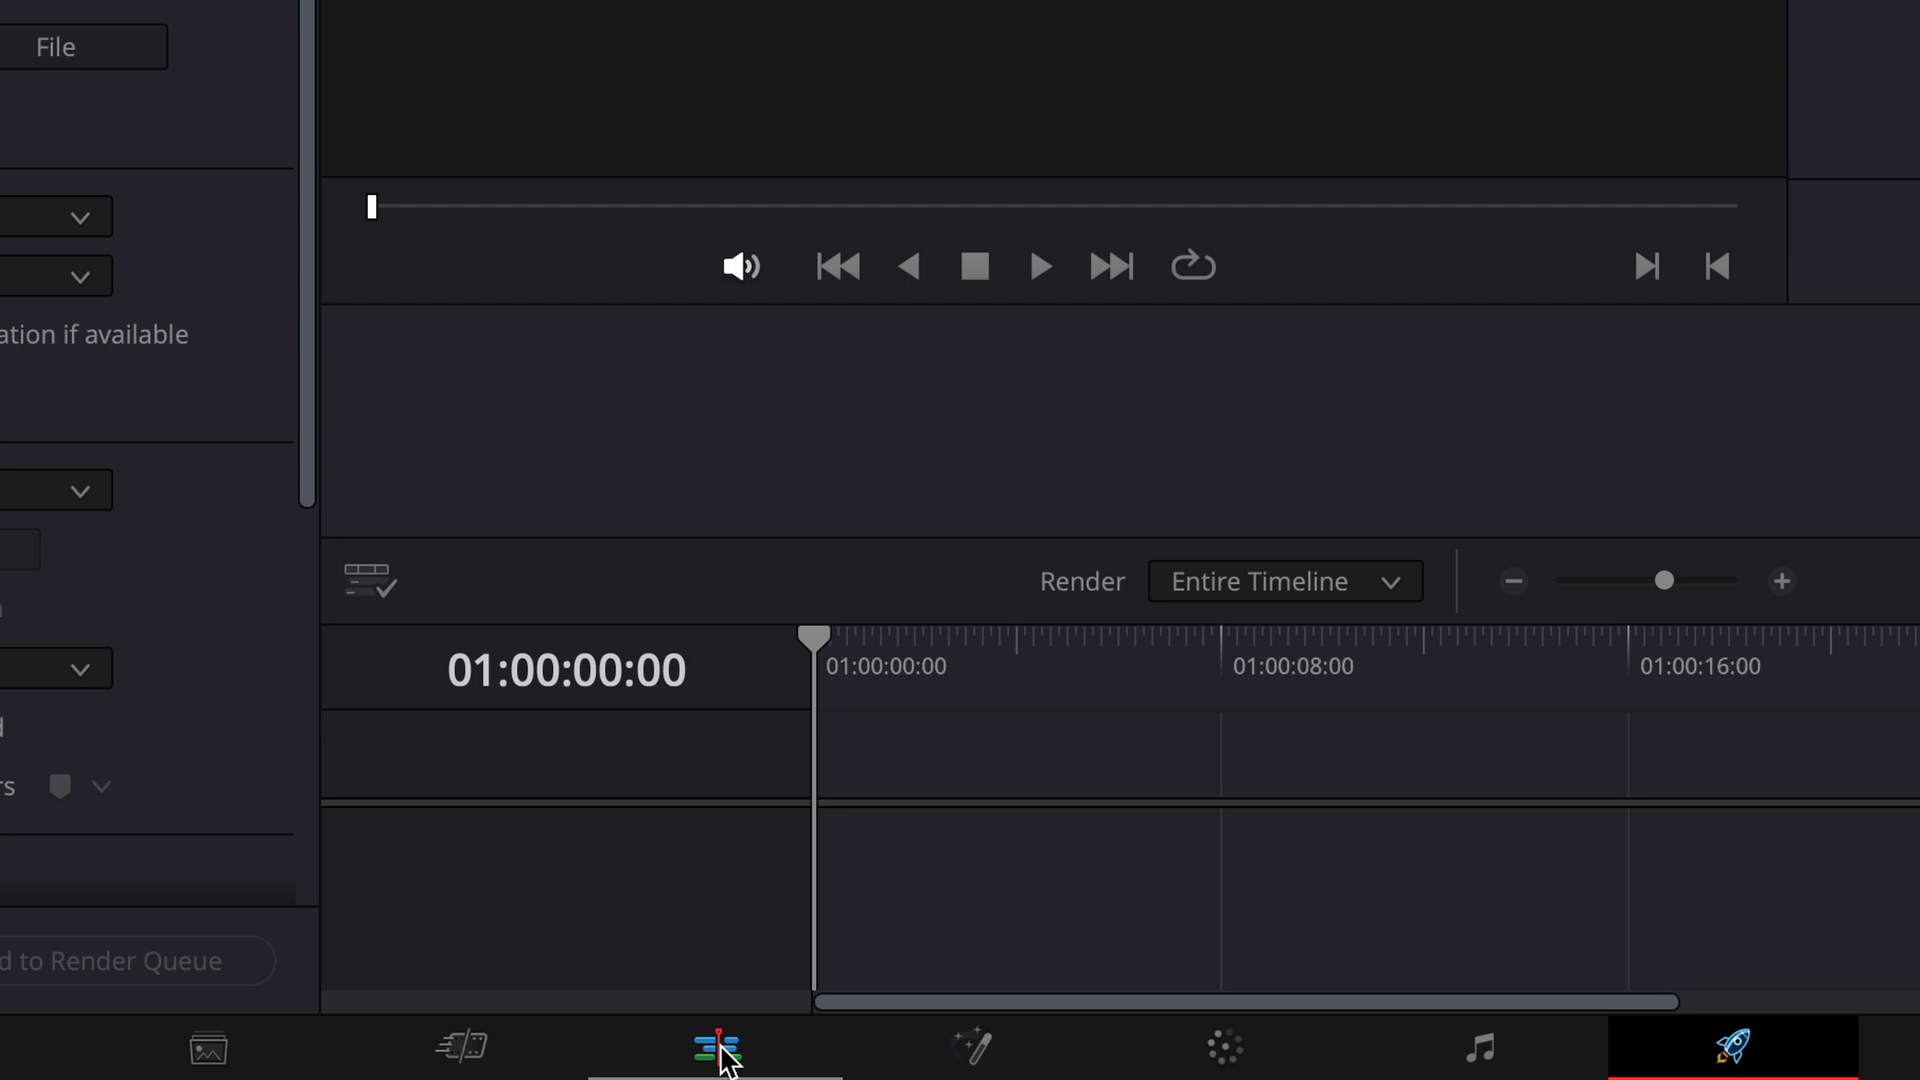 File
ation if available
Render Entire Timeline
01:00:00:00
01:00:00:00 01:00:08:00 01:00:16:00
d
rs
d to Render Queue